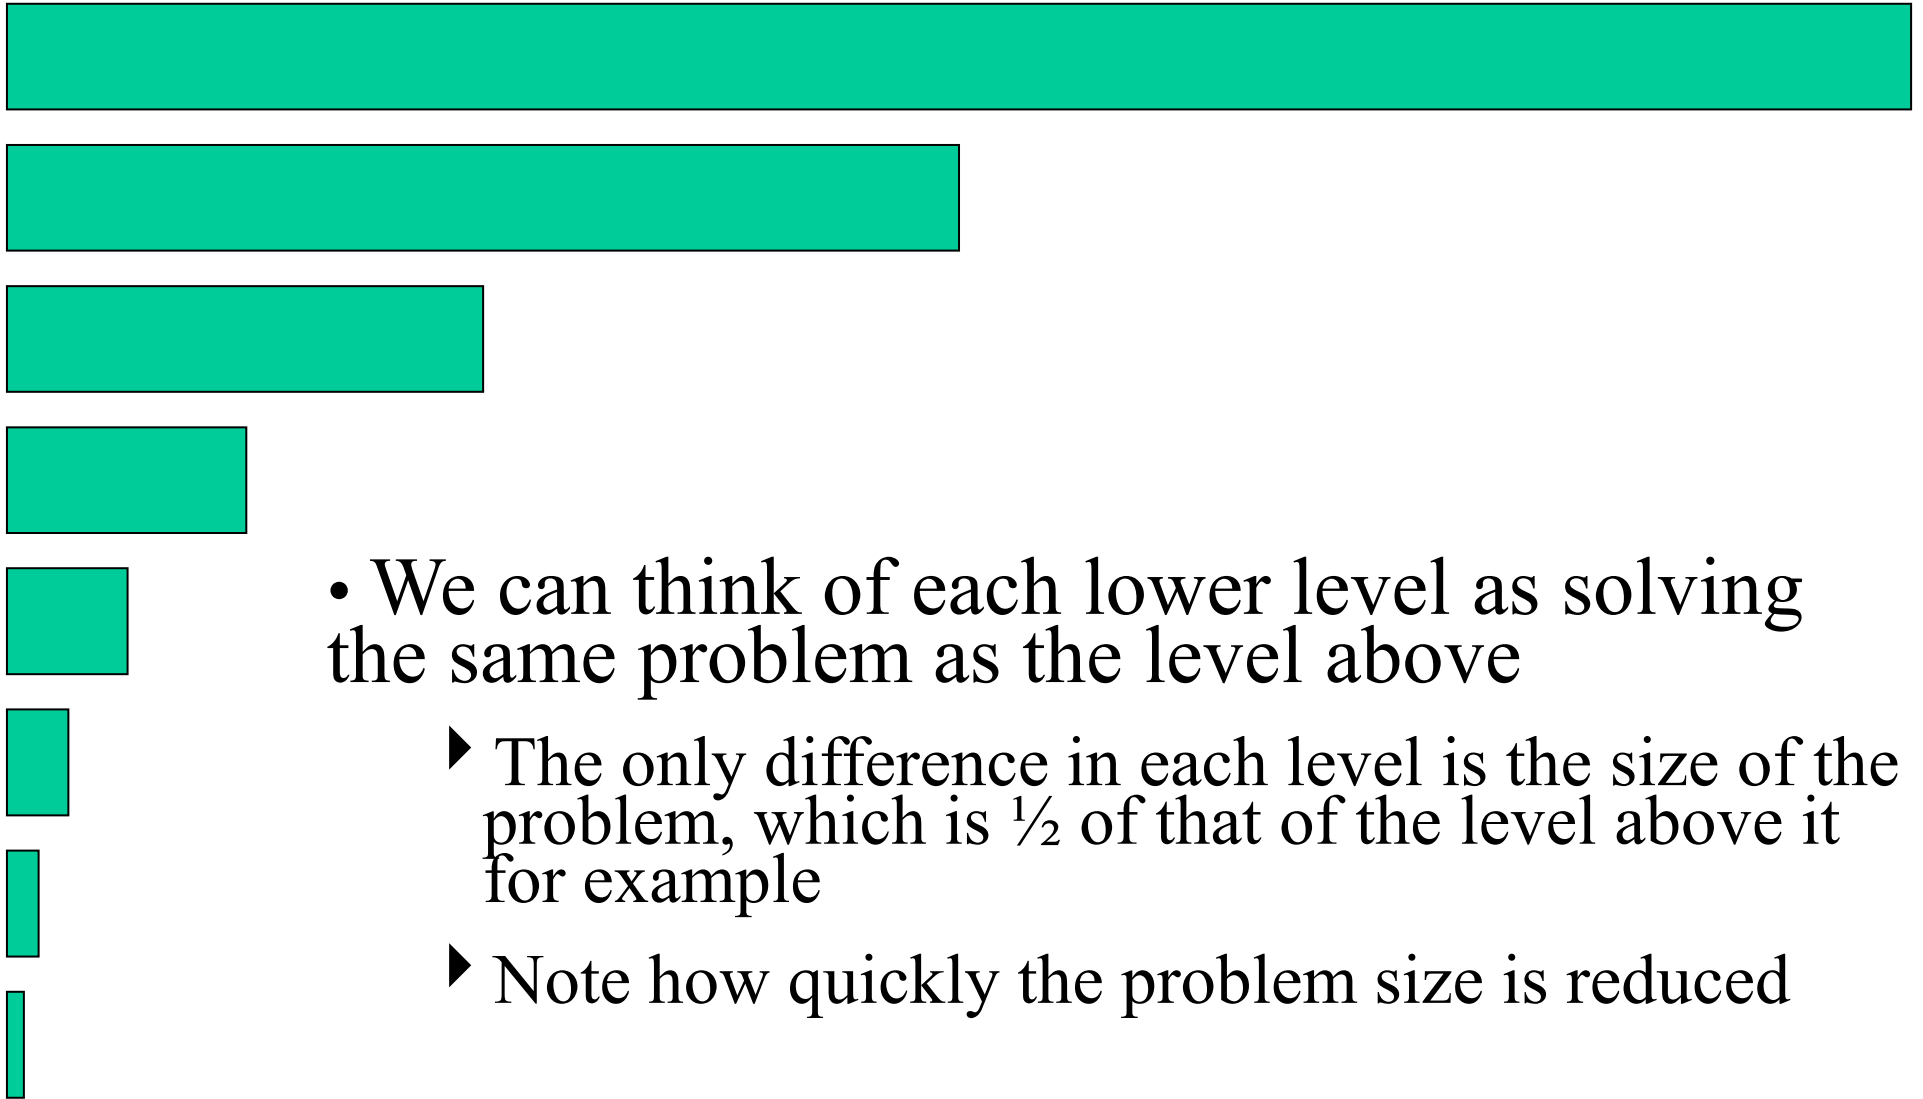 • We can think of each lower level as solving
the same problem as the level above
The only difference in each level is the size of the
problem, which is ½ of that of the level above it
for example
Note how quickly the problem size is reduced